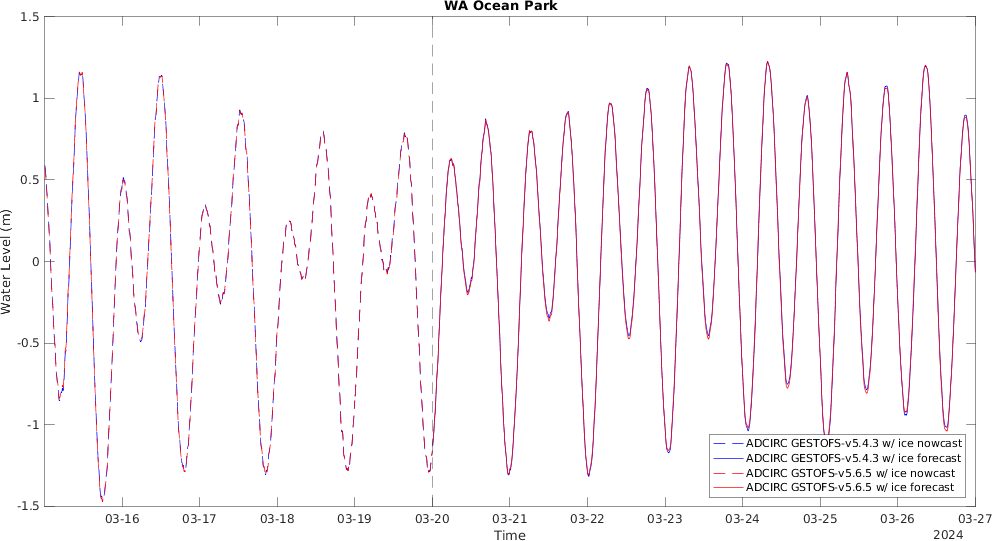 WA Ocean Park
1.5
1
0.5
0
-0.5
-1
-1.5
Water Level (m)
ADCIRC GESTOFS-v5.4.3 w/ ice nowcast
ADCIRC GESTOFS-v5.4.3 w/ ice forecast
ADCIRC GSTOFS-v5.6.5 w/ ice nowcast
ADCIRC GSTOFS-v5.6.5 w/ ice forecast
03-16 03-17 03-18 03-19 03-20 03-21 03-22 03-23 03-24 03-25 03-26 03-27
Time
2024